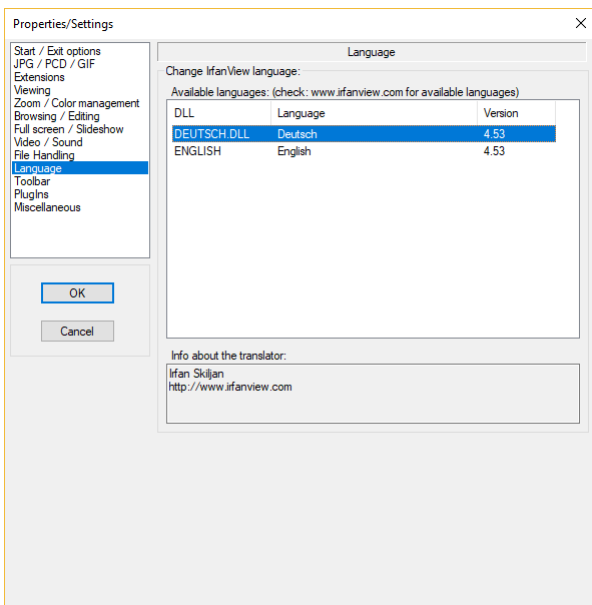 Properties/Settings
Start / Exit options
JPG / PCD / GIF
Extensions
Viewing
Zoom / Color management
Browsing / Editing
Full screen / Slideshow
Video / Sound
File Handling
Language
Toolbar
PlugIns
Miscellaneous
OK
Cancel
Language
Change IrfanView language:
Available languages: (check: www.irfanview.com for available languages)
DLL Language Version
DEUTSCH.DLL Deutsch 4.53
ENGLISH English 4.53
Info about the translator:
Irfan Skiljan
http://www.irfanview.com